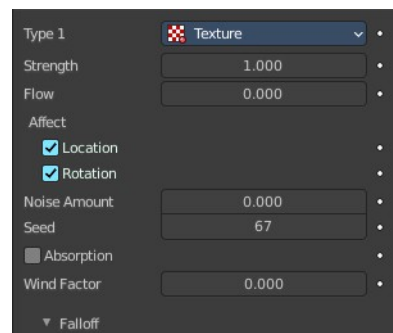 Type 1 Texture
Strength 1.000
Flow 0.000
Affect
Location
Rotation
Noise Amount 0.000
Seed 67
Absorption
Wind Factor 0.000
Falloff